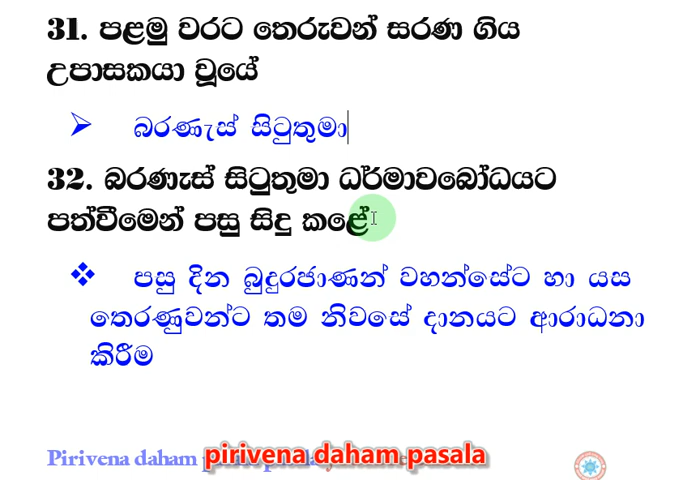 31. පළමු වරට තෙරුවන් සරණ ගිය
උපාසකයා වූයේ
➢ බරණැස් සිටුතුමා
32. බරණැස් සිටුතුමා ධර්මාවබෝධයට
පත්වීමෙන් පසු සිදු කළේ
❖ පසු දින බුදුරජාණන් වහන්සේට හා යස
තෙරණුවන්ට තම නිවසේ දානයට ආරාධනා
කිරීම
Pirivena daham
pirivena daham pasala